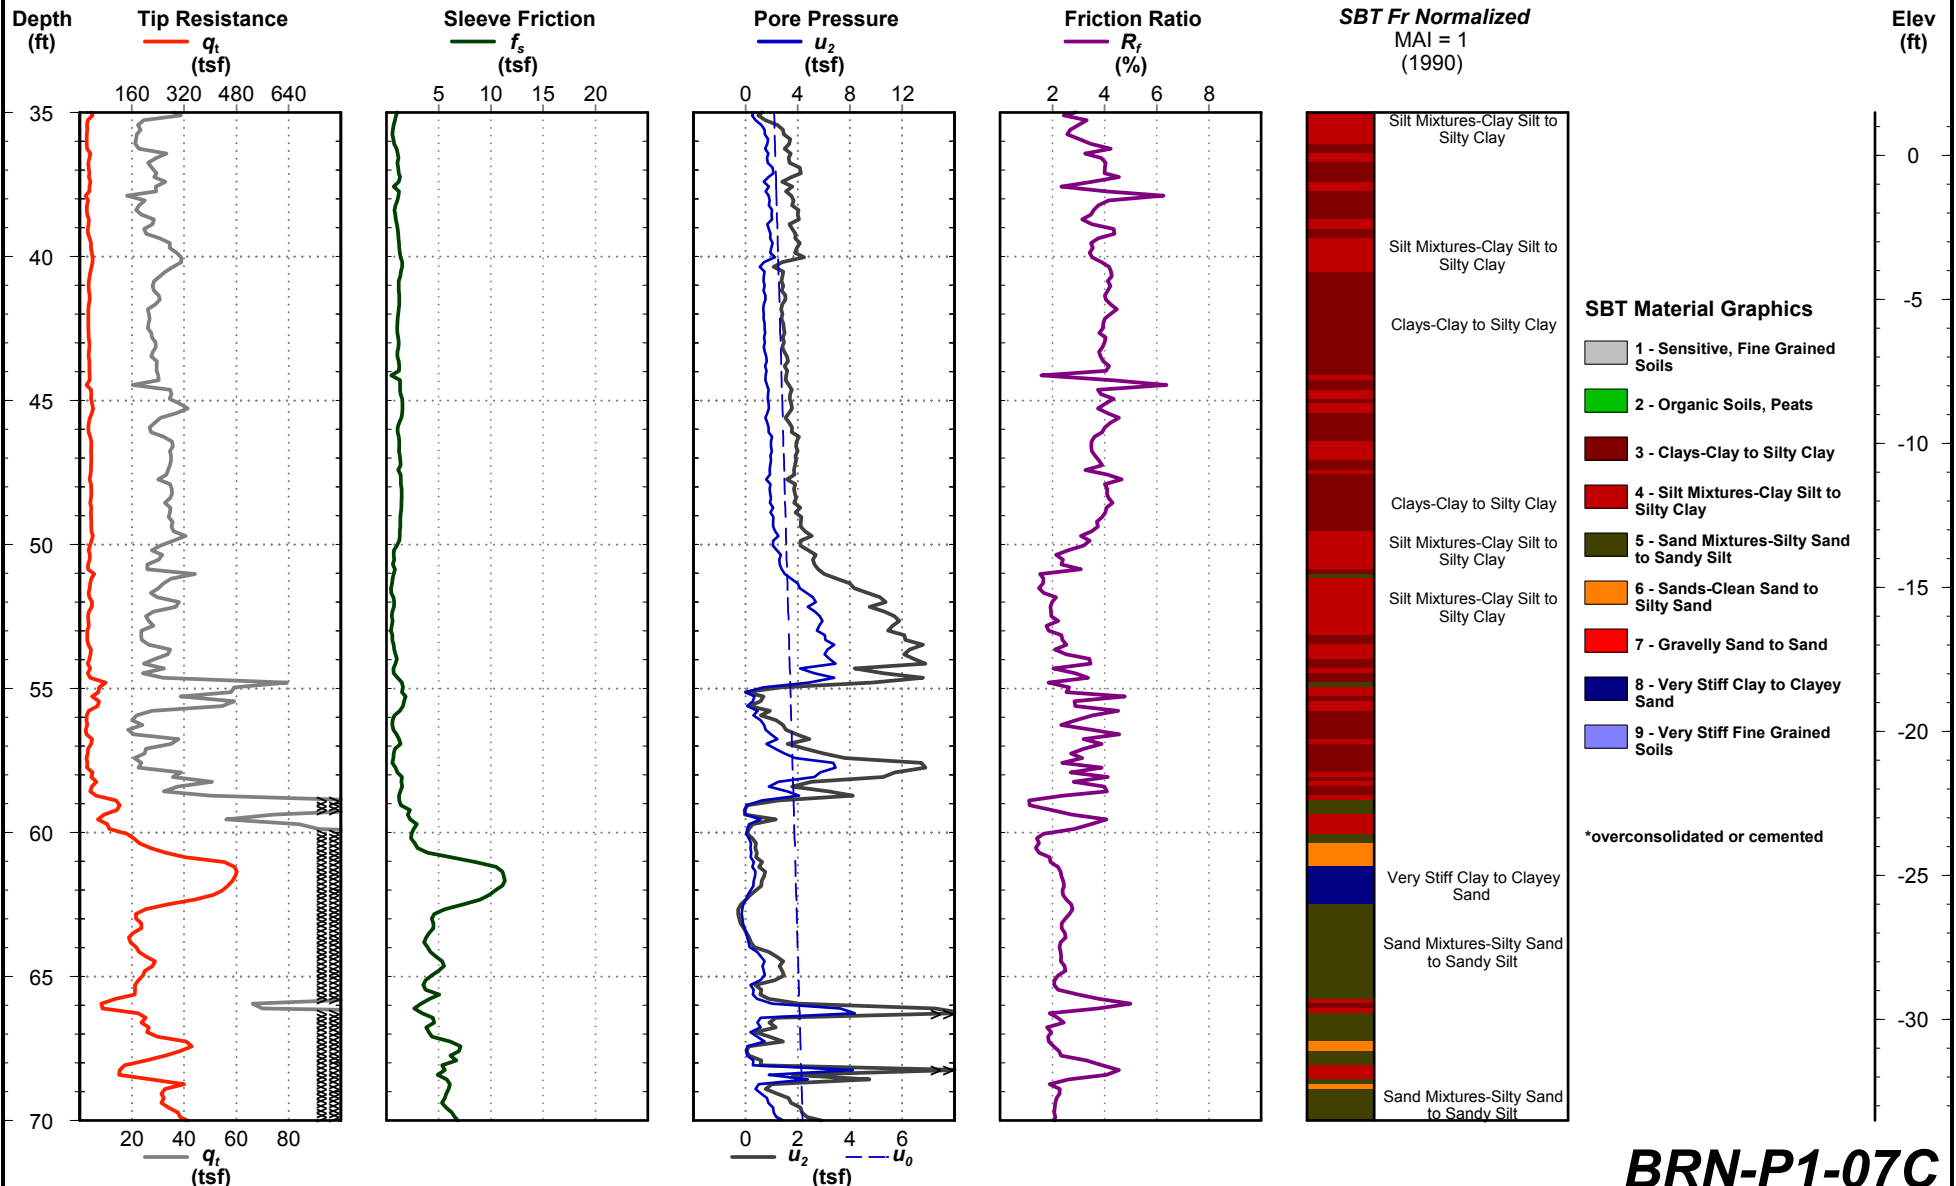 Depth
(ft)
Tip Resistance
qt
(tsf)
160 320 480 640
Sleeve Friction
fs
(tsf)
5 10 15 20
Pore Pressure
u2
(tsf)
0 4 8 12
Friction Ratio
Rf
(%)
2 4 6 8
SBT Fr Normalized
MAI = 1
(1990)
Elev
(ft)
35
40
45
50
55
60
65
70
Silt Mixtures-Clay Silt to
Silty Clay
Silt Mixtures-Clay Silt to
Silty Clay
Clays-Clay to Silty Clay
Clays-Clay to Silty Clay
Silt Mixtures-Clay Silt to
Silty Clay
Silt Mixtures-Clay Silt to
Silty Clay
Very Stiff Clay to Clayey
Sand
Sand Mixtures-Silty Sand
to Sandy Silt
Sand Mixtures-Silty Sand
to Sandy Silt
SBT Material Graphics
1 - Sensitive, Fine Grained
Soils
2 - Organic Soils, Peats
3 - Clays-Clay to Silty Clay
4 - Silt Mixtures-Clay Silt to
Silty Clay
5 - Sand Mixtures-Silty Sand
to Sandy Silt
6 - Sands-Clean Sand to
Silty Sand
7 - Gravelly Sand to Sand
8 - Very Stiff Clay to Clayey
Sand
9 - Very Stiff Fine Grained
Soils
*overconsolidated or cemented
0
-5
-10
-15
-20
-25
-30
20 40 60 80
qt
(tsf)
0 2 4 6
u2 u0
(tsf)
BRN-P1-07C